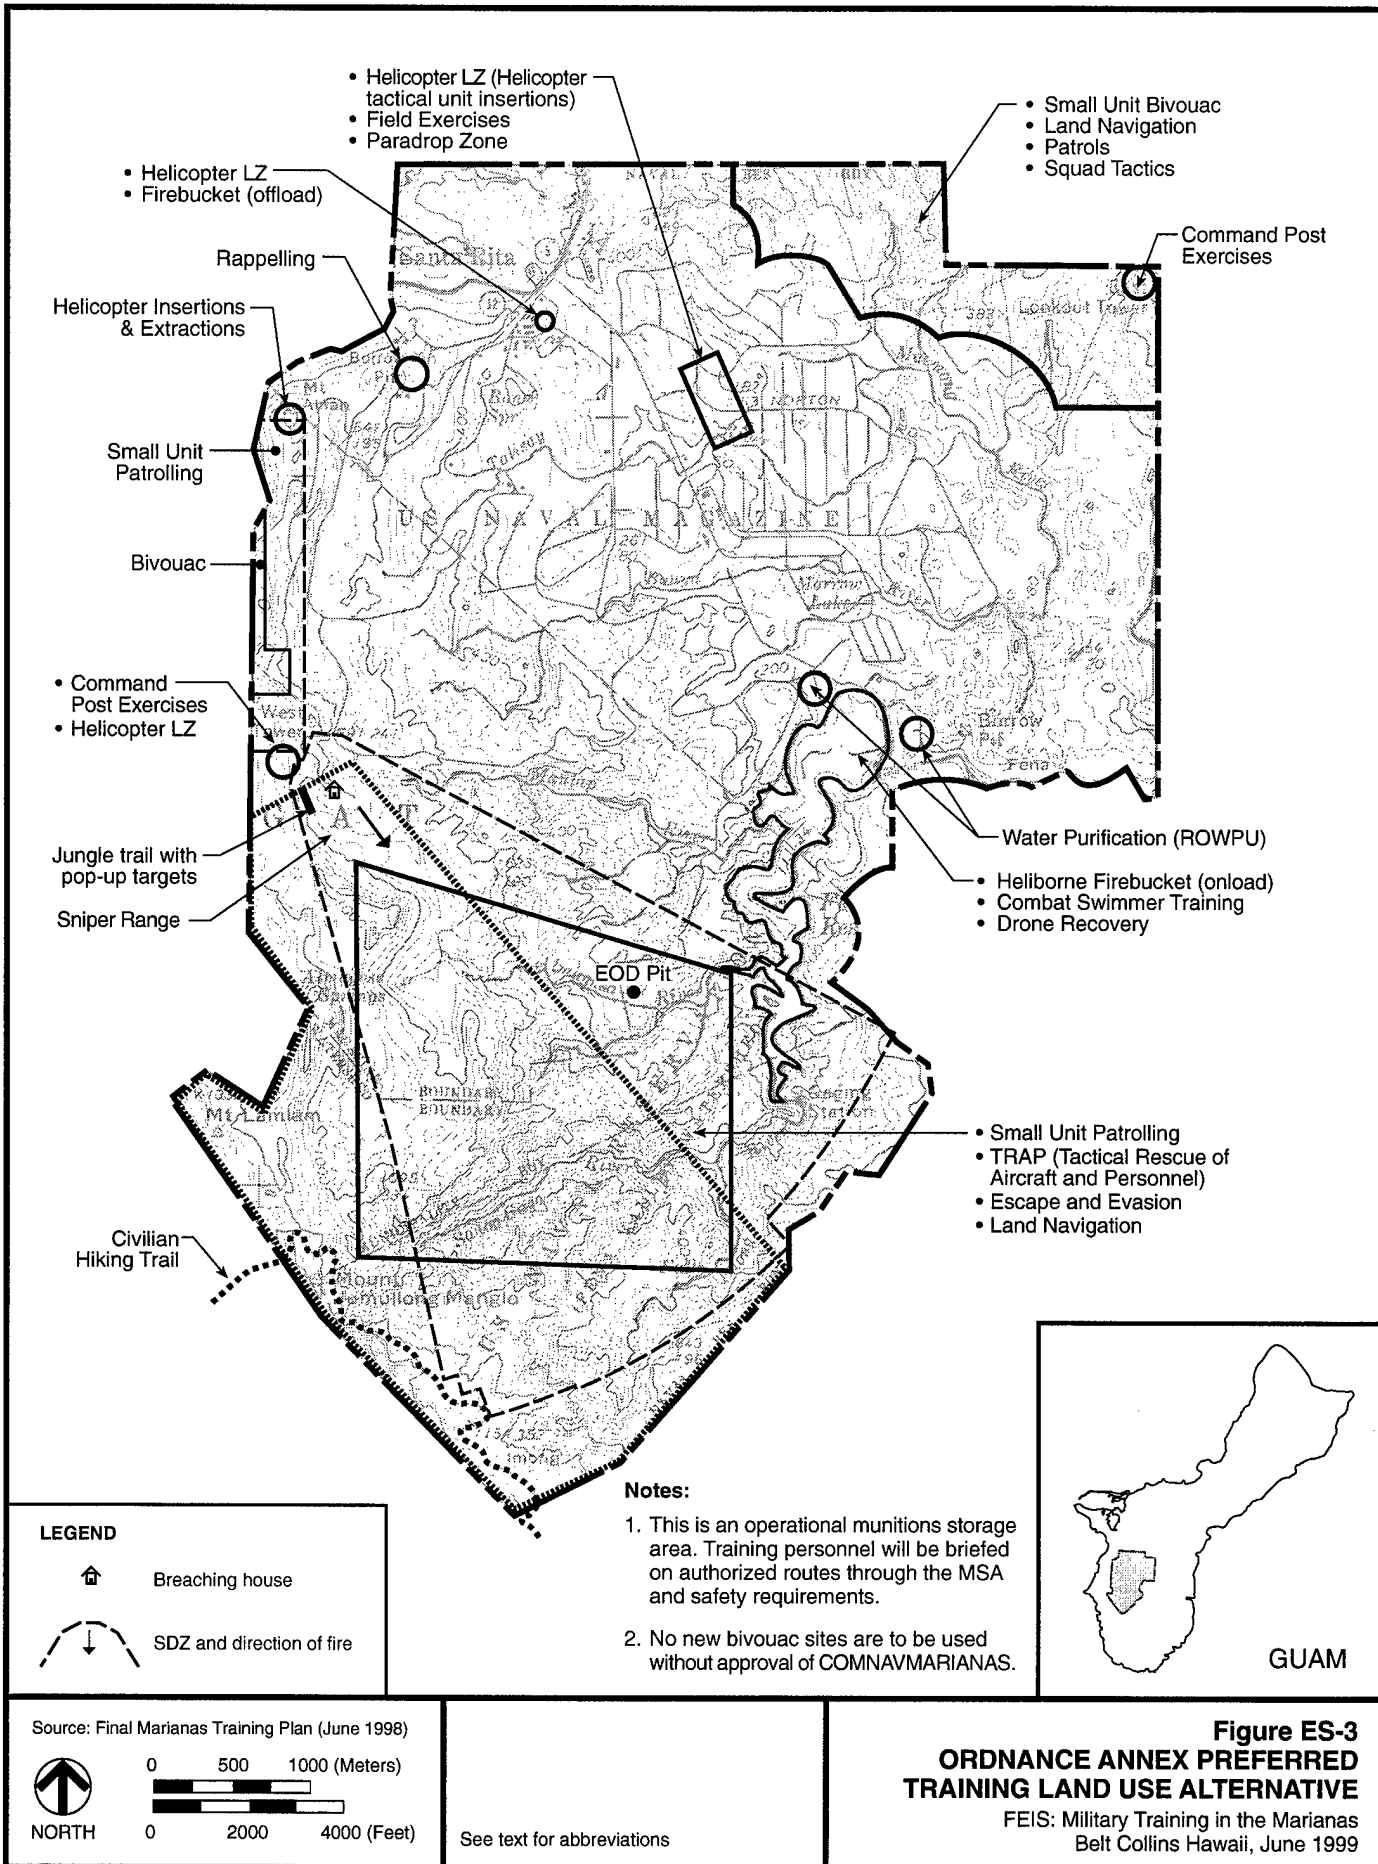 • Helicopter LZ (Helicopter
tactical unit insertions)
• Field Exercises
• Paradrop Zone
• Small Unit Bivouac
• Land Navigation
• Patrols
• Squad Tactics
• Helicopter LZ
• Firebucket (offload)
Command Post
Exercises
Rappelling
Helicopter Insertions
& Extractions
Small Unit
Patrolling
Bivouac
• Command
Post Exercises
• Helicopter LZ
Jungle trail with
pop-up targets
Sniper Range
Water Purification (ROWPU)
• Heliborne Firebucket (onload)
• Combat Swimmer Training
• Drone Recovery
EOD Pit
• Small Unit Patrolling
• TRAP (Tactical Rescue of
Aircraft and Personnel)
• Escape and Evasion
• Land Navigation
Civilian
Hiking Trail
NAVAL
Santa Rita
Lookout Tower
NORTON
US NAVAL MAGAZINE
Borrow
Pit
Fena
BOUNDARY
BOUNDARY
Mt Lamlam
Mount
Imong
Notes:
1. This is an operational munitions storage
area. Training personnel will be briefed
on authorized routes through the MSA
and safety requirements.
2. No new bivouac sites are to be used
without approval of COMNAVMARIANAS.
LEGEND
Breaching house
SDZ and direction of fire
GUAM
Source: Final Marianas Training Plan (June 1998)
0 500 1000 (Meters)
0 2000 4000 (Feet)
NORTH
See text for abbreviations
Figure ES-3
ORDNANCE ANNEX PREFERRED
TRAINING LAND USE ALTERNATIVE
FEIS: Military Training in the Marianas
Belt Collins Hawaii, June 1999